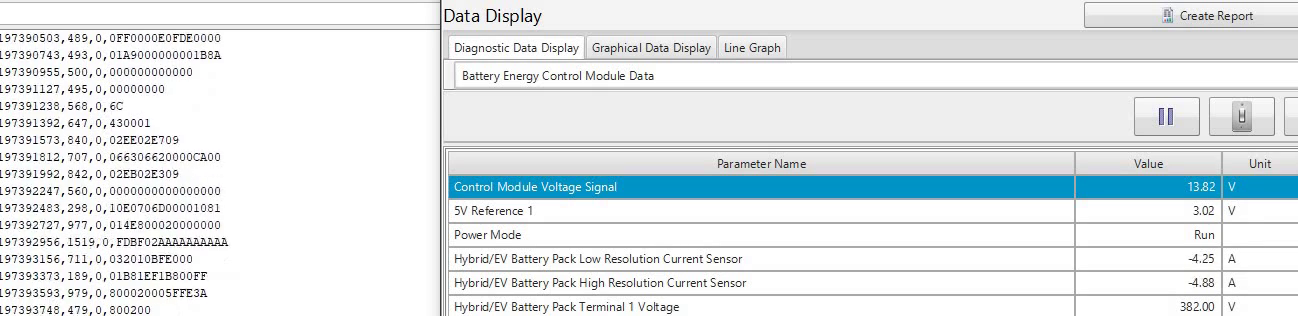 197390503,489,0,0FF0000E0FDE0000
197390743,493,0,01A9000000001B8A
197390955,500,0,000000000000
197391127,495,0,00000000
197391238,568,0,6C
197391392,647,0,430001
197391573,840,0,02EE02E709
197391812,707,0,066306620000CA00
197391992,842,0,02EB02E309
197392247,560,0,0000000000000000
197392483,298,0,10E0706D00001081
197392727,977,0,014E800020000000
197392956,1519,0,FDBF02AAAAAAAAAA
197393156,711,0,032010BFE000
197393373,189,0,01B81EF1B800FF
197393593,979,0,800020005FFE3A
197393748,479,0,800200
Data Display
Create Report
Diagnostic Data Display Graphical Data Display Line Graph
Battery Energy Control Module Data
Parameter Name Value Unit
Control Module Voltage Signal 13.82 V
5V Reference 1 3.02 V
Power Mode Run
Hybrid/EV Battery Pack Low Resolution Current Sensor -4.25 A
Hybrid/EV Battery Pack High Resolution Current Sensor -4.88 A
Hybrid/EV Battery Pack Terminal 1 Voltage 382.00 V